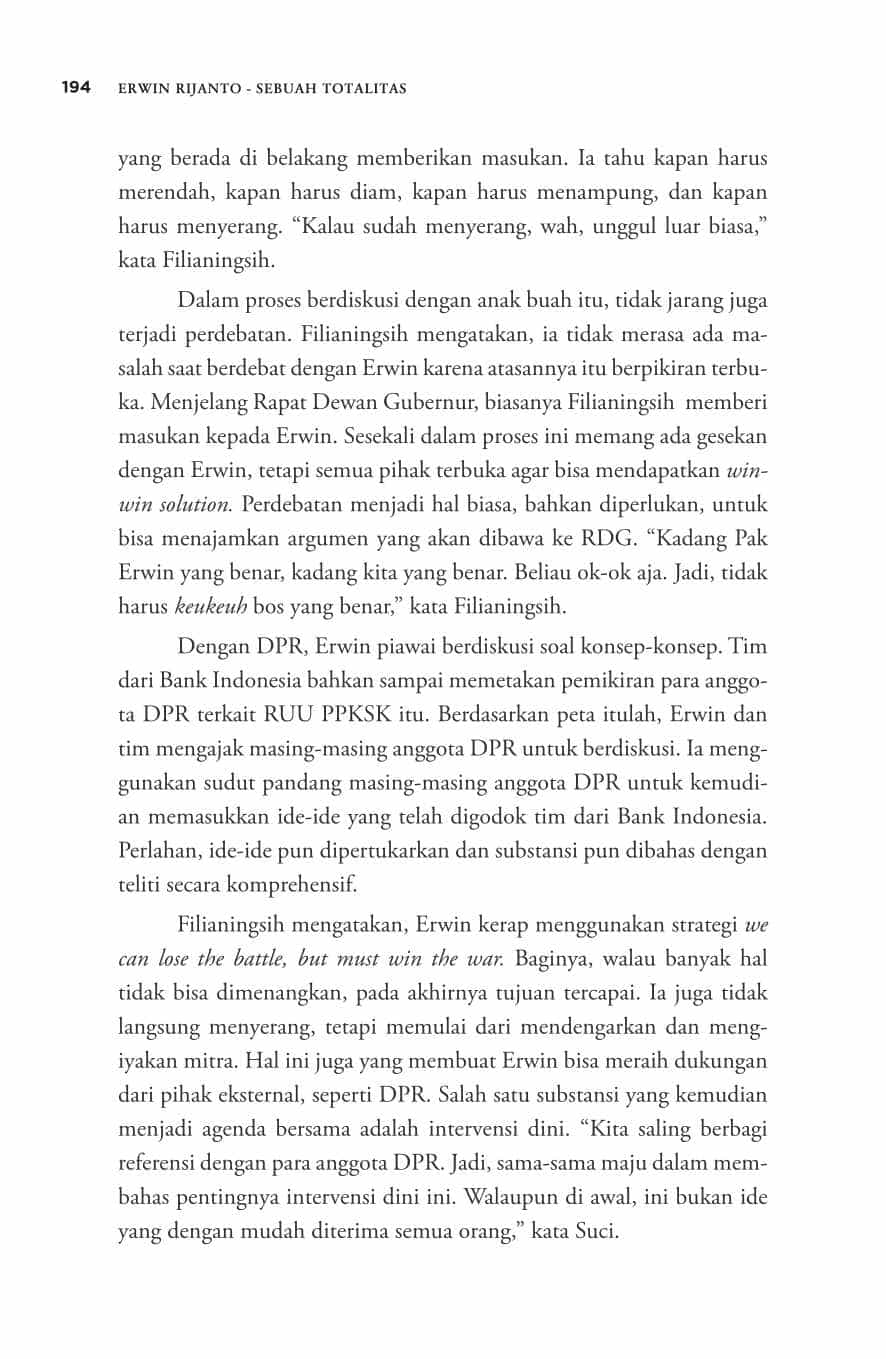 194 ERWIN RIJANTO - SEBUAH TOTALITAS
yang berada di belakang memberikan masukan. Ia tahu kapan harus
merendah, kapan harus diam, kapan harus menampung, dan kapan
harus menyerang. “Kalau sudah menyerang, wah, unggul luar biasa,”
kata Filianingsih.
Dalam proses berdiskusi dengan anak buah itu, tidak jarang juga
terjadi perdebatan. Filianingsih mengatakan, ia tidak merasa ada ma-
salah saat berdebat dengan Erwin karena atasannya itu berpikiran terbu-
ka. Menjelang Rapat Dewan Gubernur, biasanya Filianingsih memberi
masukan kepada Erwin. Sesekali dalam proses ini memang ada gesekan
dengan Erwin, tetapi semua pihak terbuka agar bisa mendapatkan win-
win solution. Perdebatan menjadi hal biasa, bahkan diperlukan, untuk
bisa menajamkan argumen yang akan dibawa ke RDG. “Kadang Pak
Erwin yang benar, kadang kita yang benar. Beliau ok-ok aja. Jadi, tidak
harus keukeuh bos yang benar,” kata Filianingsih.
Dengan DPR, Erwin piawai berdiskusi soal konsep-konsep. Tim
dari Bank Indonesia bahkan sampai memetakan pemikiran para anggo-
ta DPR terkait RUU PPKSK itu. Berdasarkan peta itulah, Erwin dan
tim mengajak masing-masing anggota DPR untuk berdiskusi. Ia meng-
gunakan sudut pandang masing-masing anggota DPR untuk kemudi-
an memasukkan ide-ide yang telah digodok tim dari Bank Indonesia.
Perlahan, ide-ide pun dipertukarkan dan substansi pun dibahas dengan
teliti secara komprehensif.
Filianingsih mengatakan, Erwin kerap menggunakan strategi we
can lose the battle, but must win the war. Baginya, walau banyak hal
tidak bisa dimenangkan, pada akhirnya tujuan tercapai. Ia juga tidak
langsung menyerang, tetapi memulai dari mendengarkan dan meng-
iyakan mitra. Hal ini juga yang membuat Erwin bisa meraih dukungan
dari pihak eksternal, seperti DPR. Salah satu substansi yang kemudian
menjadi agenda bersama adalah intervensi dini. “Kita saling berbagi
referensi dengan para anggota DPR. Jadi, sama-sama maju dalam mem-
bahas pentingnya intervensi dini ini. Walaupun di awal, ini bukan ide
yang dengan mudah diterima semua orang,” kata Suci.